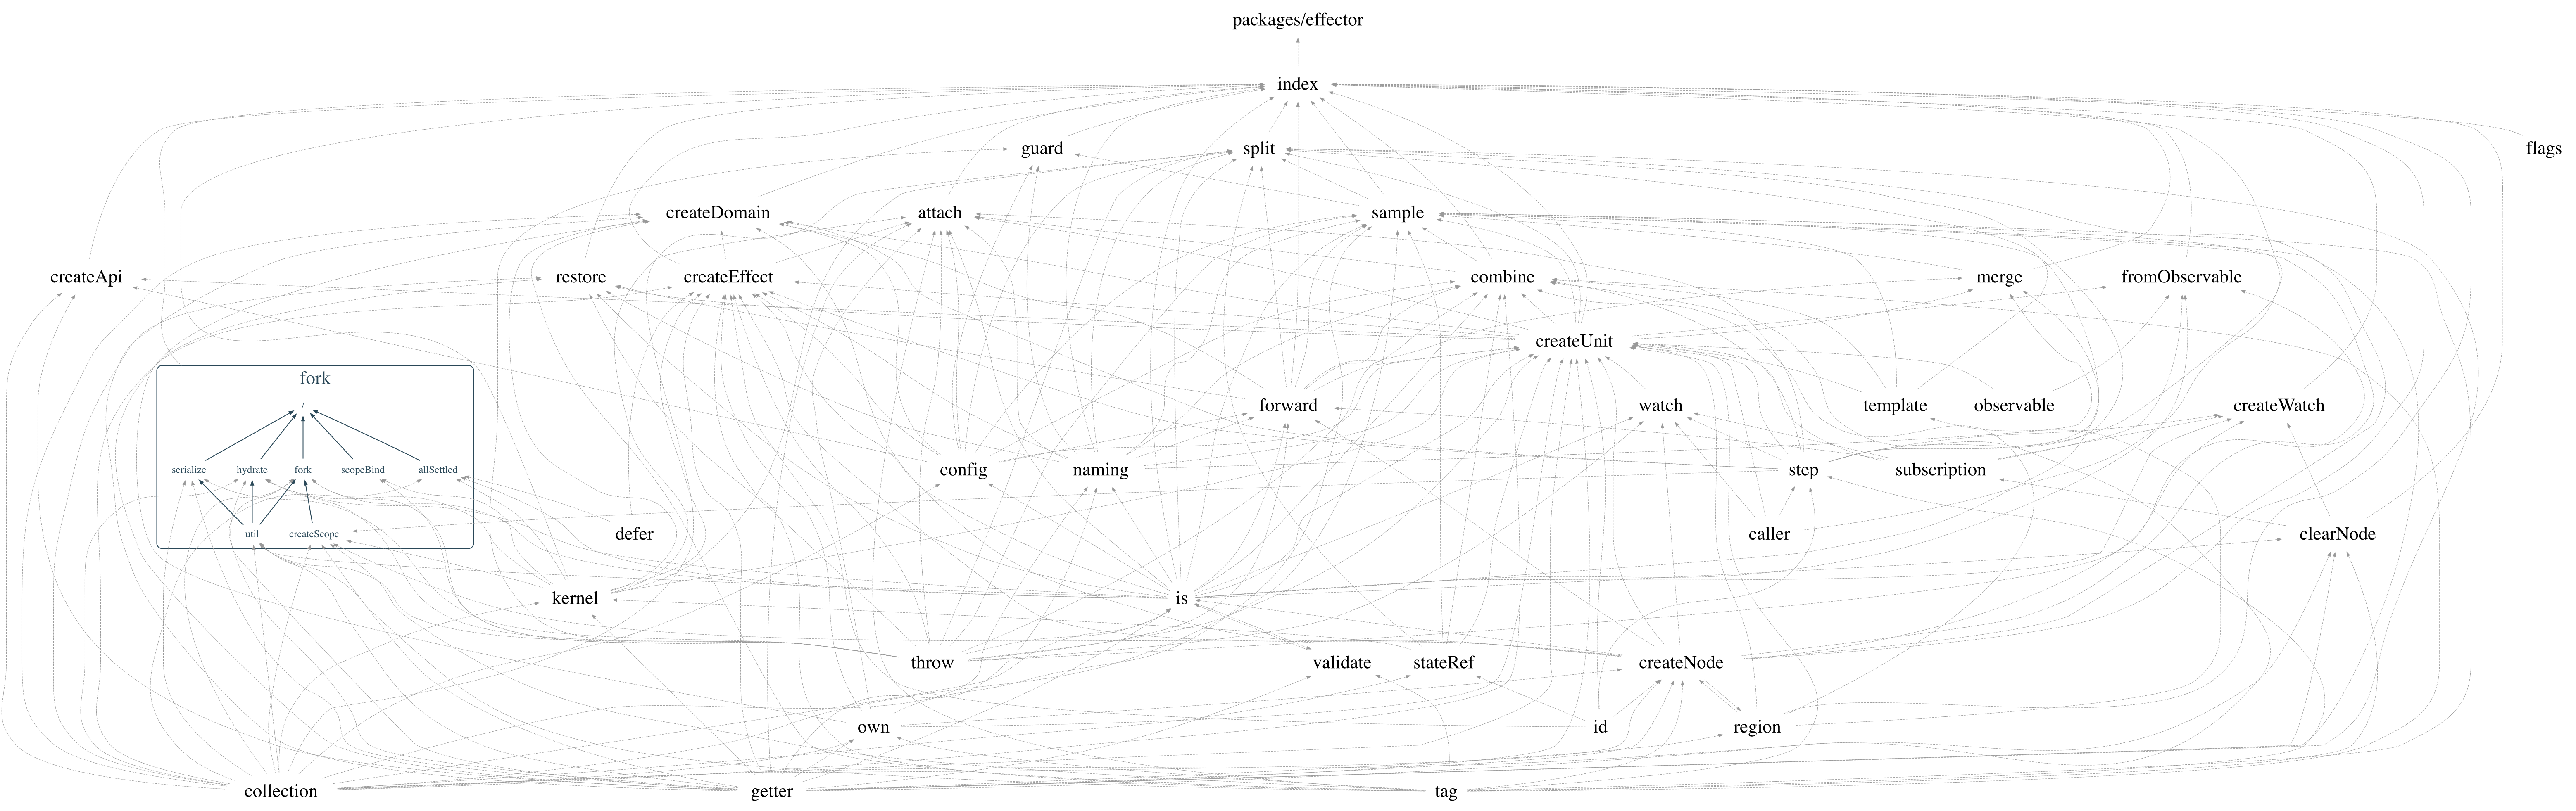 packages/effector
index
guard
split
flags
createDomain
attach
sample
createApi
restore
createEffect
combine
merge
fromObservable
createUnit
fork
/
forward
watch
template
observable
createWatch
serialize
hydrate
fork
scopeBind
allSettled
config
naming
step
subscription
util
createScope
defer
caller
clearNode
kernel
is
throw
validate
stateRef
createNode
own
id
region
collection
getter
tag